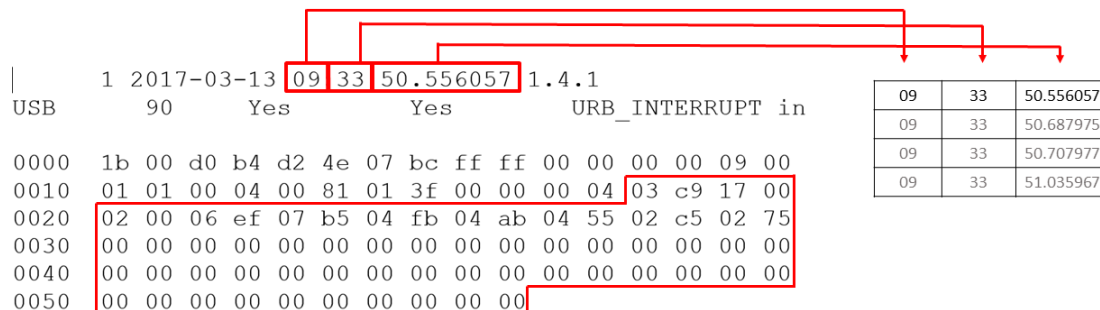 1 2017-03-13 09 33 50.556057 1.4.1
USB 90 Yes Yes URB_INTERRUPT in
0000 1b 00 d0 b4 d2 4e 07 bc ff ff 00 00 00 00 09 00
0010 01 01 00 04 00 81 01 3f 00 00 00 04 03 c9 17 00
0020 02 00 06 ef 07 b5 04 fb 04 ab 04 55 02 c5 02 75
0030 00 00 00 00 00 00 00 00 00 00 00 00 00 00 00 00
0040 00 00 00 00 00 00 00 00 00 00 00 00 00 00 00 00
0050 00 00 00 00 00 00 00 00 00 00
09 33 50.556057
09 33 50.687975
09 33 50.707977
09 33 51.035967